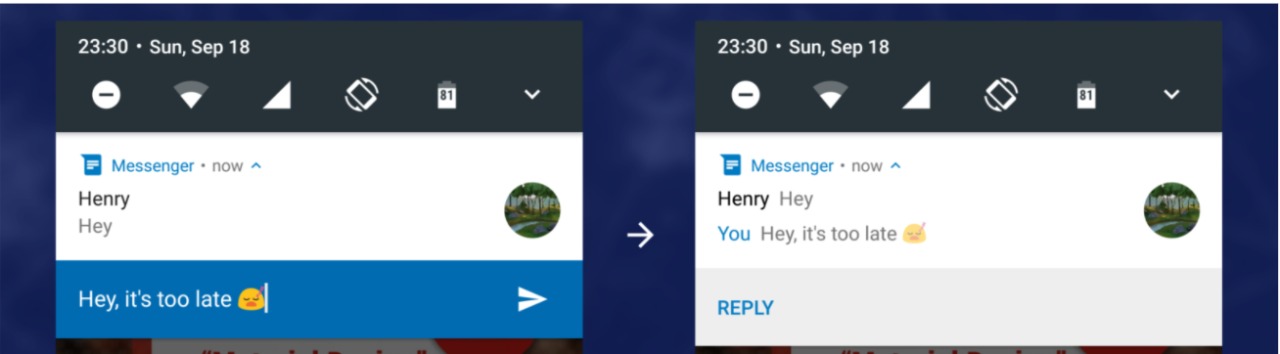 23:30 • Sun, Sep 18
81
Messenger • now
Henry
Hey
Hey, it's too late 😴
23:30 • Sun, Sep 18
81
Messenger • now
Henry Hey
You Hey, it's too late 😴
REPLY